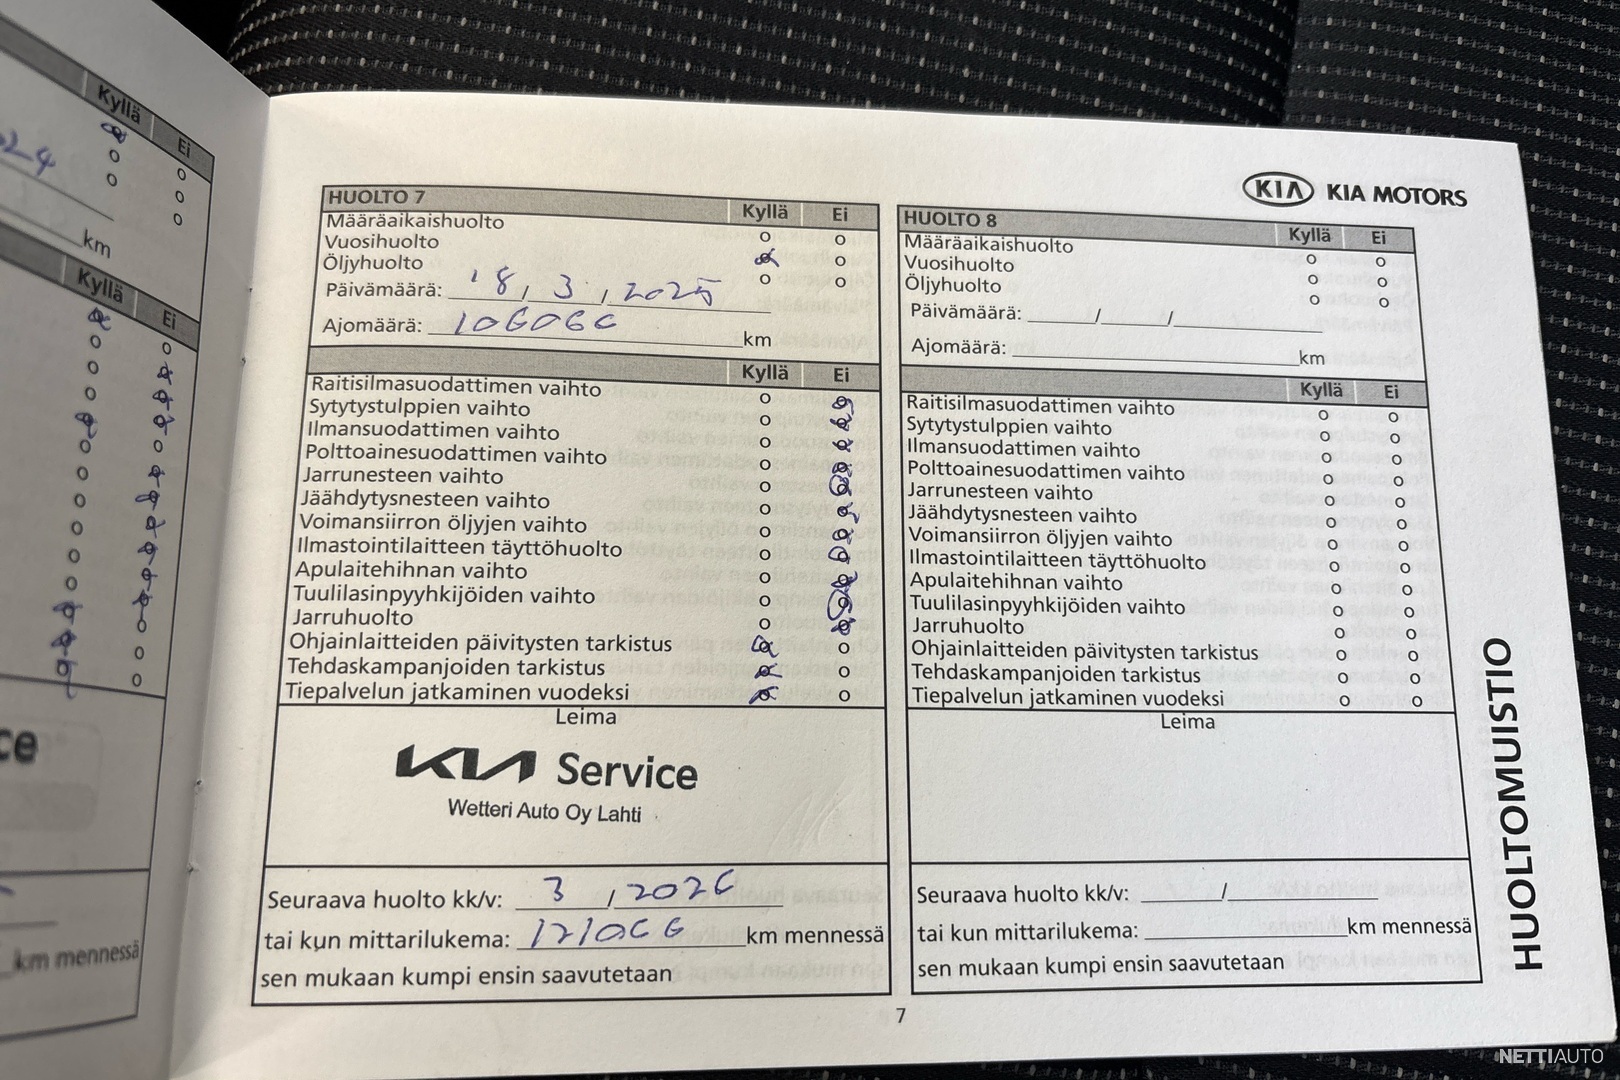 Kyllä Ei
km
Kyllä Ei
ce
km mennessä
KIA KIA MOTORS
HUOLTO 7 Kyllä Ei
Määräaikaishuolto o o
Vuosihuolto o
Öljyhuolto o o
Päivämäärä: 18, 3, 2025
Ajomäärä: km
Kyllä Ei
Raitisilmasuodattimen vaihto o
Sytytystulppien vaihto o
Ilmansuodattimen vaihto o
Polttoainesuodattimen vaihto o
Jarrunesteen vaihto o
Jäähdytysnesteen vaihto o
Voimansiirron öljyjen vaihto o
Ilmastointilaitteen täyttöhuolto o
Apulaitehihnan vaihto o
Tuulilasinpyyhkijöiden vaihto o
Jarruhuolto o
Ohjainlaitteiden päivitysten tarkistus o
Tehdaskampanjoiden tarkistus o
Tiepalvelun jatkaminen vuodeksi o
Leima
KIA Service
Wetteri Auto Oy Lahti
Seuraava huolto kk/v: 3 / 2026
tai kun mittarilukema: km mennessä
sen mukaan kumpi ensin saavutetaan
HUOLTO 8 Kyllä Ei
Määräaikaishuolto o o
Vuosihuolto o o
Öljyhuolto o o
Päivämäärä: / /
Ajomäärä: km
Kyllä Ei
Raitisilmasuodattimen vaihto o o
Sytytystulppien vaihto o o
Ilmansuodattimen vaihto o o
Polttoainesuodattimen vaihto o o
Jarrunesteen vaihto o o
Jäähdytysnesteen vaihto o o
Voimansiirron öljyjen vaihto o o
Ilmastointilaitteen täyttöhuolto o o
Apulaitehihnan vaihto o o
Tuulilasinpyyhkijöiden vaihto o o
Jarruhuolto o o
Ohjainlaitteiden päivitysten tarkistus o o
Tehdaskampanjoiden tarkistus o o
Tiepalvelun jatkaminen vuodeksi o o
Leima
Seuraava huolto kk/v: /
tai kun mittarilukema: km mennessä
sen mukaan kumpi ensin saavutetaan
HUOLTOMUISTIO
7
NETTIAUTO